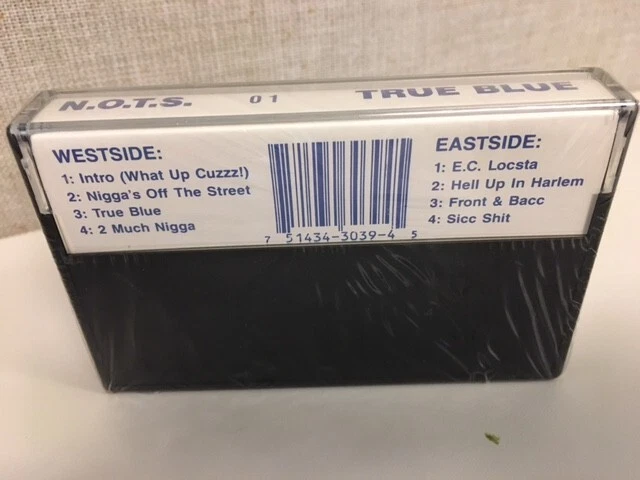 N.O.T.S. 01 TRUE BLUE
WESTSIDE:
1: Intro (What Up Cuzzz!)
2: Nigga's Off The Street
3: True Blue
4: 2 Much Nigga
7 51434-3039-4 5
EASTSIDE:
1: E.C. Locsta
2: Hell Up In Harlem
3: Front & Bacc
4: Sicc Shit